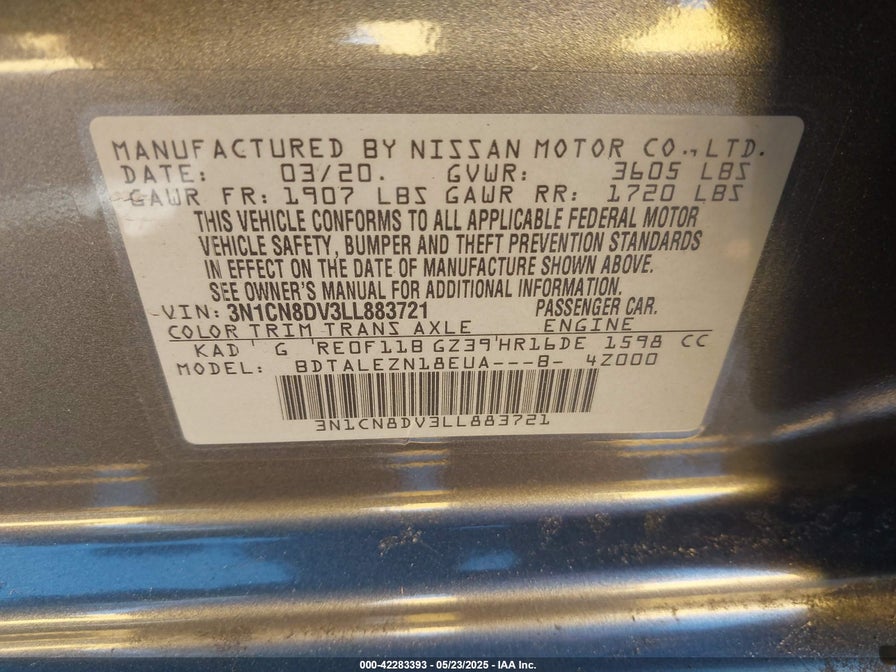 MANUFACTURED BY NISSAN MOTOR CO., LTD.
DATE: 03/20. GVWR: 3605 LBS
GAWR FR: 1907 LBS GAWR RR: 1720 LBS
THIS VEHICLE CONFORMS TO ALL APPLICABLE FEDERAL MOTOR
VEHICLE SAFETY, BUMPER AND THEFT PREVENTION STANDARDS
IN EFFECT ON THE DATE OF MANUFACTURE SHOWN ABOVE.
SEE OWNER'S MANUAL FOR ADDITIONAL INFORMATION.
VIN: 3N1CN8DV3LL883721 PASSENGER CAR.
COLOR TRIM TRANS AXLE ENGINE
KAD G RE0F11B GZ39 HR16DE 1598 CC
MODEL: BDTALEZN18EUA---B- 4Z000
3N1CN8DV3LL883721
000-42283393 — 05/23/2025 — IAA Inc.